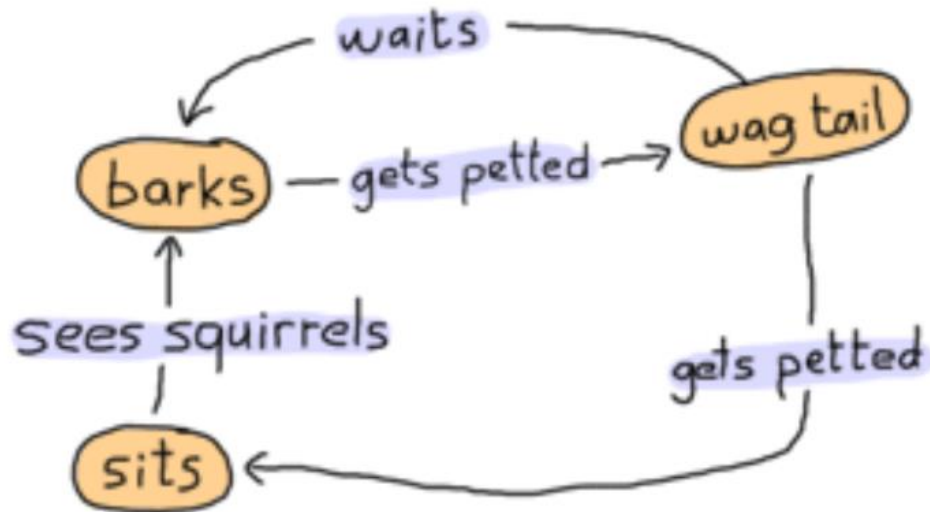 waits
wag tail
barks
gets petted
sees squirrels
gets petted
sits